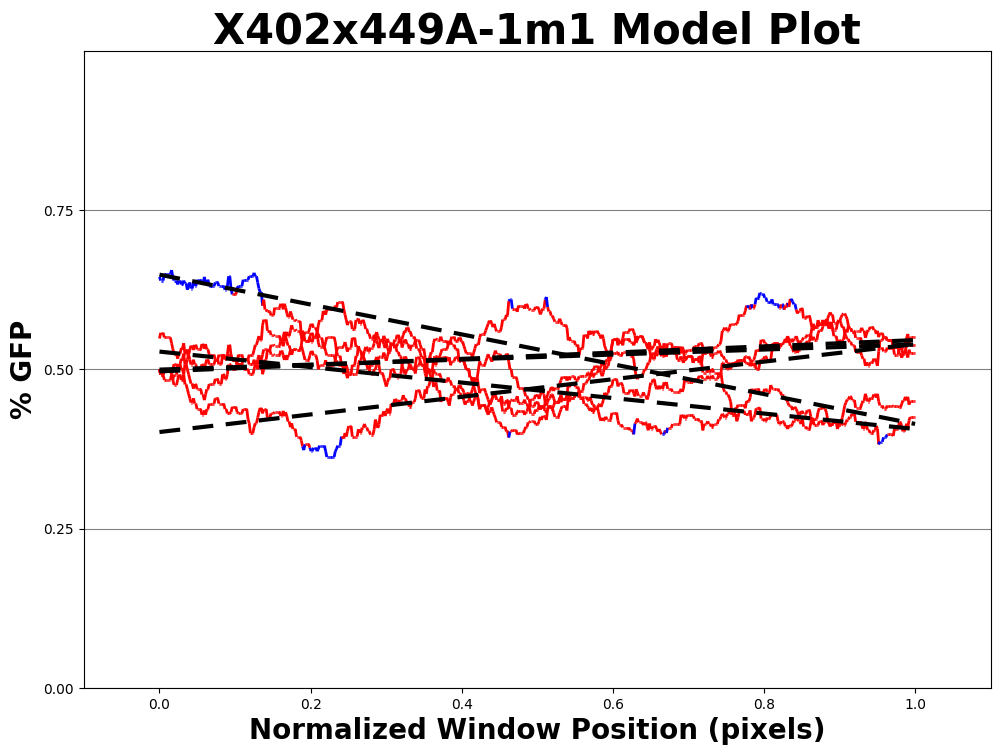 X402x449A-1m1 Model Plot
% GFP
0.75
0.50
0.25
0.00
0.0 0.2 0.4 0.6 0.8 1.0
Normalized Window Position (pixels)